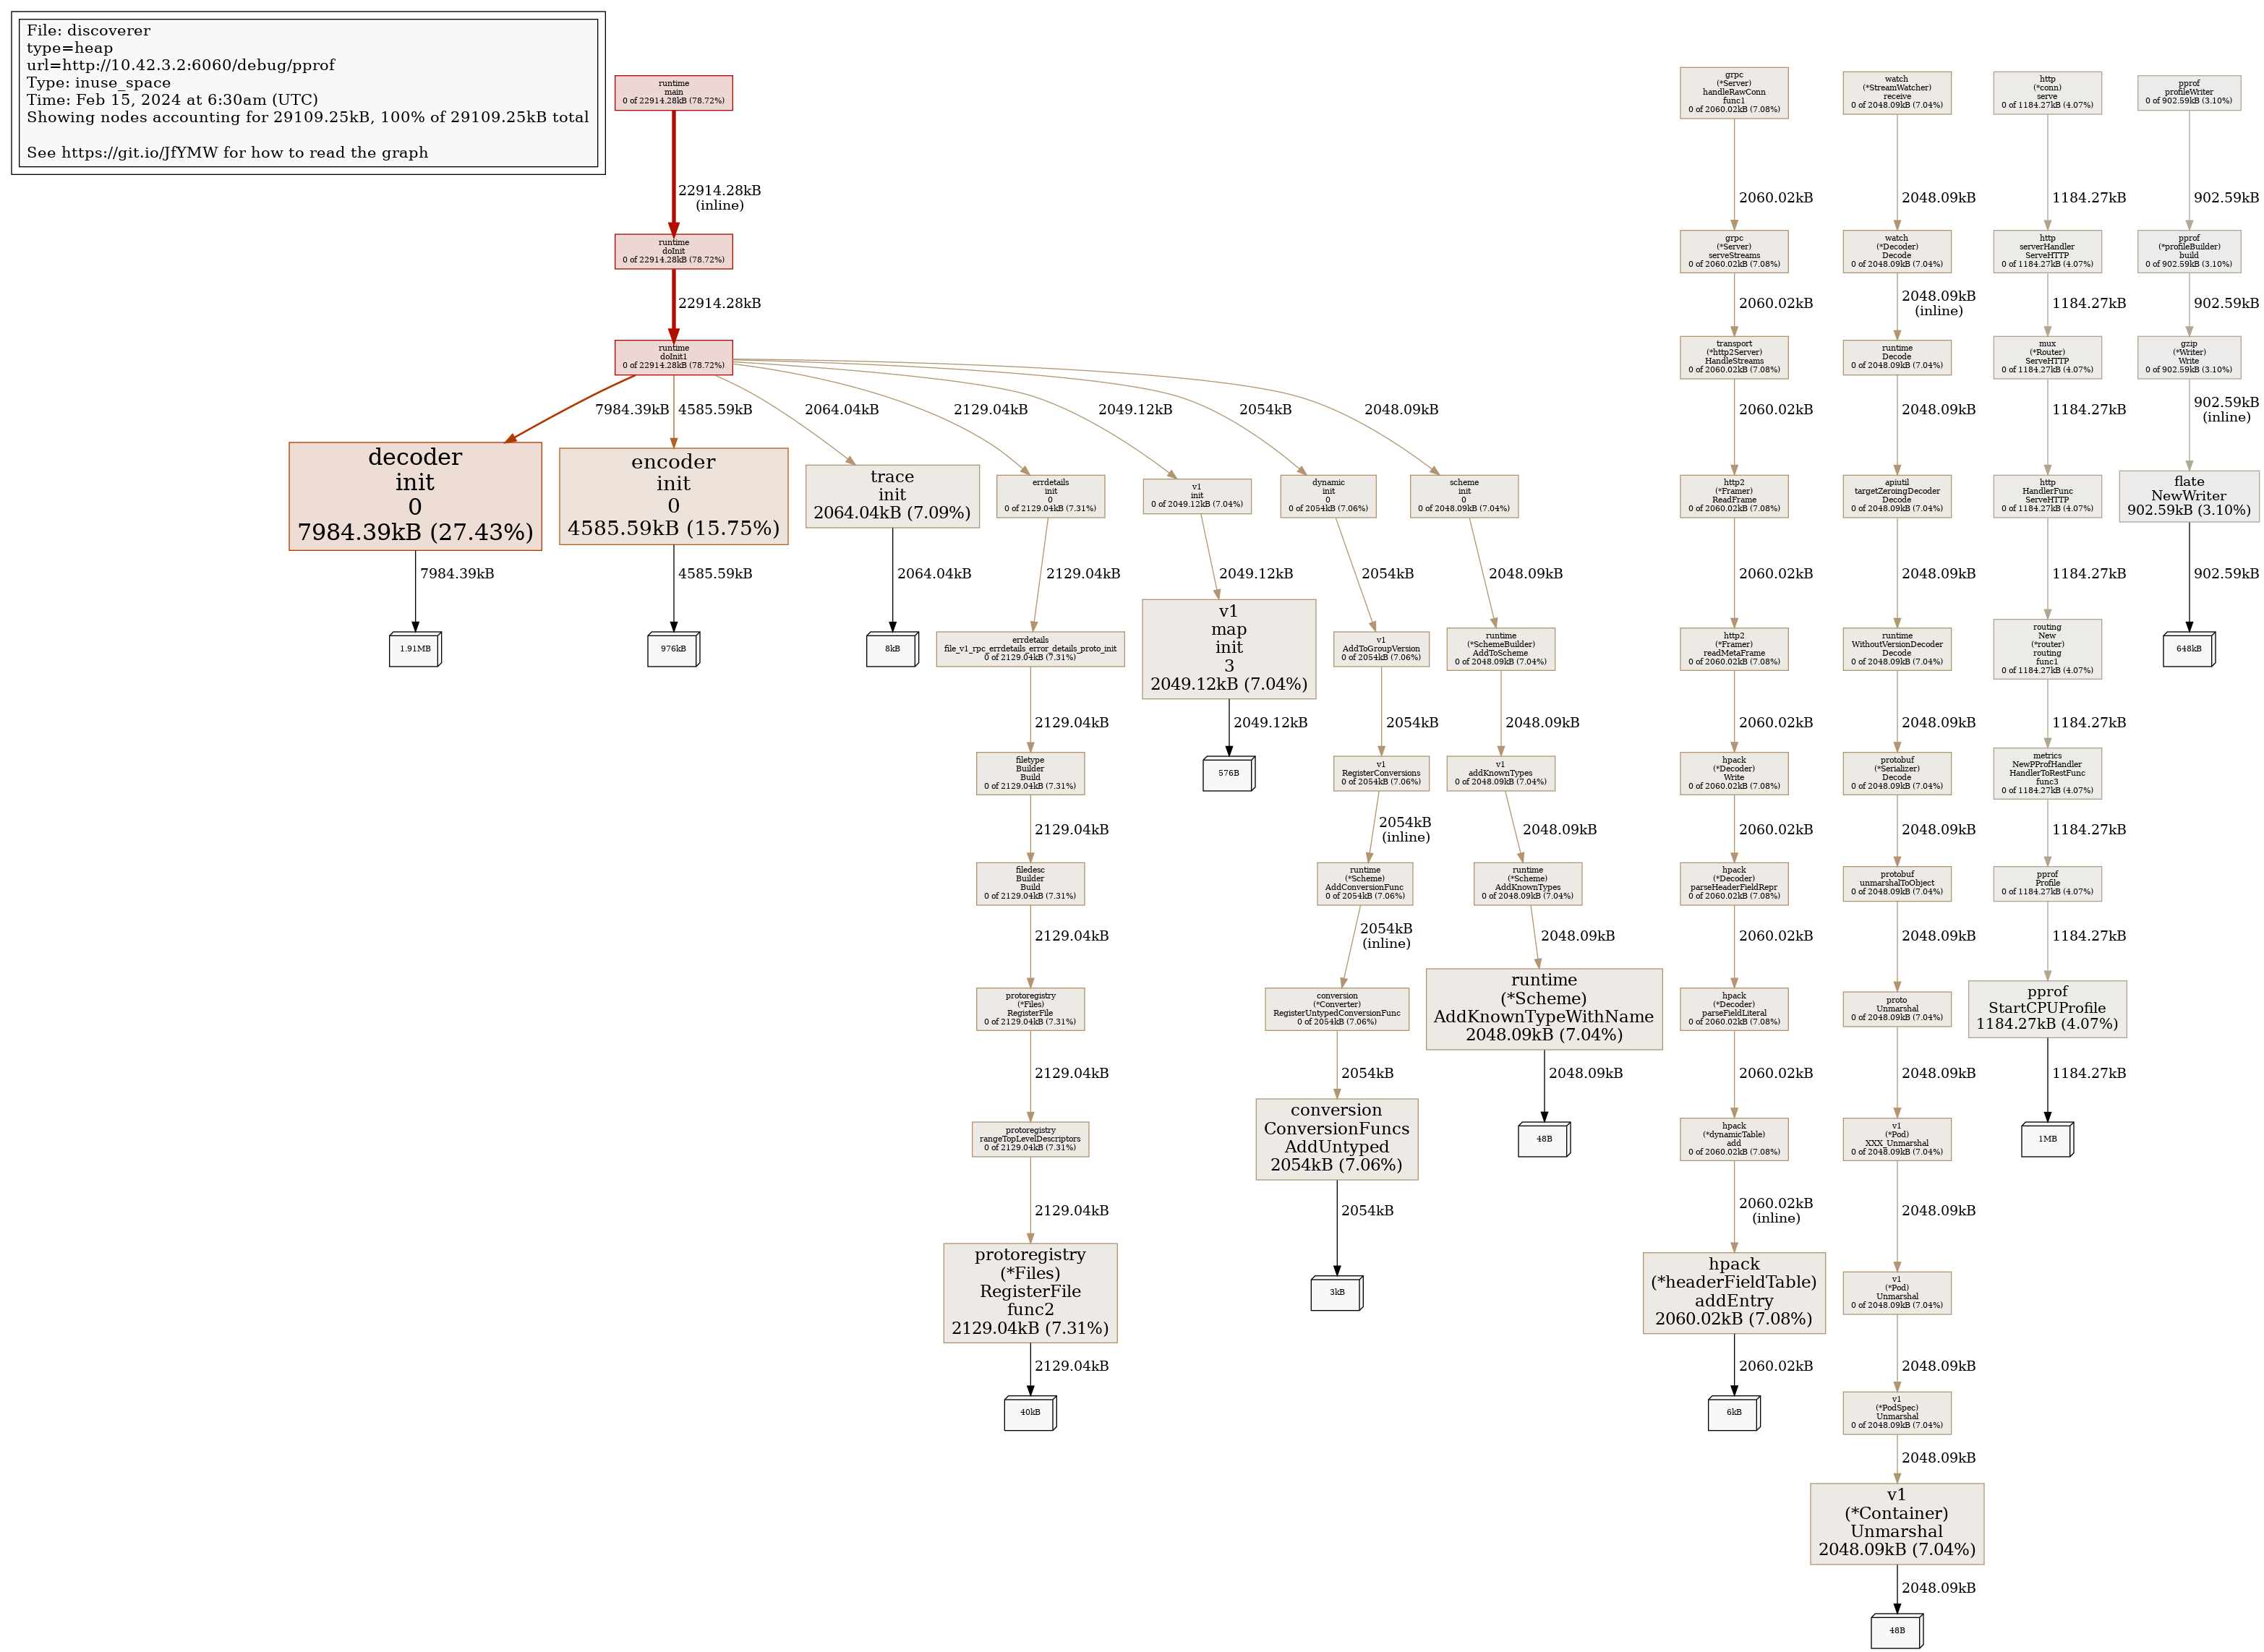 File: discoverer
type=heap
url=http://10.42.3.2:6060/debug/pprof
Type: inuse_space
Time: Feb 15, 2024 at 6:30am (UTC)
Showing nodes accounting for 29109.25kB, 100% of 29109.25kB total
See https://git.io/JfYMW for how to read the graph
runtime
main
0 of 22914.28kB (78.72%)
22914.28kB
(inline)
runtime
doInit
0 of 22914.28kB (78.72%)
22914.28kB
runtime
doInit1
0 of 22914.28kB (78.72%)
7984.39kB
4585.59kB
2064.04kB
2129.04kB
2049.12kB
2054kB
2048.09kB
decoder
init
0
7984.39kB (27.43%)
7984.39kB
1.91MB
encoder
init
0
4585.59kB (15.75%)
4585.59kB
976kB
trace
init
2064.04kB (7.09%)
2064.04kB
8kB
errdetails
init
0
0 of 2129.04kB (7.31%)
2129.04kB
errdetails
file_v1_rpc_errdetails_error_details_proto_init
0 of 2129.04kB (7.31%)
2129.04kB
filetype
Builder
Build
0 of 2129.04kB (7.31%)
2129.04kB
filedesc
Builder
Build
0 of 2129.04kB (7.31%)
2129.04kB
protoregistry
(*Files)
RegisterFile
0 of 2129.04kB (7.31%)
2129.04kB
protoregistry
rangeTopLevelDescriptors
0 of 2129.04kB (7.31%)
2129.04kB
protoregistry
(*Files)
RegisterFile
func2
2129.04kB (7.31%)
2129.04kB
40kB
v1
init
0 of 2049.12kB (7.04%)
2049.12kB
v1
map
init
3
2049.12kB (7.04%)
2049.12kB
576B
dynamic
init
0
0 of 2054kB (7.06%)
2054kB
v1
AddToGroupVersion
0 of 2054kB (7.06%)
2054kB
v1
RegisterConversions
0 of 2054kB (7.06%)
2054kB
(inline)
runtime
(*Scheme)
AddConversionFunc
0 of 2054kB (7.06%)
2054kB
(inline)
conversion
(*Converter)
RegisterUntypedConversionFunc
0 of 2054kB (7.06%)
2054kB
conversion
ConversionFuncs
AddUntyped
2054kB (7.06%)
2054kB
3kB
scheme
init
0
0 of 2048.09kB (7.04%)
2048.09kB
runtime
(*SchemeBuilder)
AddToScheme
0 of 2048.09kB (7.04%)
2048.09kB
v1
addKnownTypes
0 of 2048.09kB (7.04%)
2048.09kB
runtime
(*Scheme)
AddKnownTypes
0 of 2048.09kB (7.04%)
2048.09kB
runtime
(*Scheme)
AddKnownTypeWithName
2048.09kB (7.04%)
2048.09kB
48B
grpc
(*Server)
handleRawConn
func1
0 of 2060.02kB (7.08%)
2060.02kB
grpc
(*Server)
serveStreams
0 of 2060.02kB (7.08%)
2060.02kB
transport
(*http2Server)
HandleStreams
0 of 2060.02kB (7.08%)
2060.02kB
http2
(*Framer)
ReadFrame
0 of 2060.02kB (7.08%)
2060.02kB
http2
(*Framer)
readMetaFrame
0 of 2060.02kB (7.08%)
2060.02kB
hpack
(*Decoder)
Write
0 of 2060.02kB (7.08%)
2060.02kB
hpack
(*Decoder)
parseHeaderFieldRepr
0 of 2060.02kB (7.08%)
2060.02kB
hpack
(*Decoder)
parseFieldLiteral
0 of 2060.02kB (7.08%)
2060.02kB
hpack
(*dynamicTable)
add
0 of 2060.02kB (7.08%)
2060.02kB
(inline)
hpack
(*headerFieldTable)
addEntry
2060.02kB (7.08%)
2060.02kB
6kB
watch
(*StreamWatcher)
receive
0 of 2048.09kB (7.04%)
2048.09kB
watch
(*Decoder)
Decode
0 of 2048.09kB (7.04%)
2048.09kB
(inline)
runtime
Decode
0 of 2048.09kB (7.04%)
2048.09kB
apiutil
targetZeroingDecoder
Decode
0 of 2048.09kB (7.04%)
2048.09kB
runtime
WithoutVersionDecoder
Decode
0 of 2048.09kB (7.04%)
2048.09kB
protobuf
(*Serializer)
Decode
0 of 2048.09kB (7.04%)
2048.09kB
protobuf
unmarshalToObject
0 of 2048.09kB (7.04%)
2048.09kB
proto
Unmarshal
0 of 2048.09kB (7.04%)
2048.09kB
v1
(*Pod)
XXX_Unmarshal
0 of 2048.09kB (7.04%)
2048.09kB
v1
(*Pod)
Unmarshal
0 of 2048.09kB (7.04%)
2048.09kB
v1
(*PodSpec)
Unmarshal
0 of 2048.09kB (7.04%)
2048.09kB
v1
(*Container)
Unmarshal
2048.09kB (7.04%)
2048.09kB
48B
http
(*conn)
serve
0 of 1184.27kB (4.07%)
1184.27kB
http
serverHandler
ServeHTTP
0 of 1184.27kB (4.07%)
1184.27kB
mux
(*Router)
ServeHTTP
0 of 1184.27kB (4.07%)
1184.27kB
http
HandlerFunc
ServeHTTP
0 of 1184.27kB (4.07%)
1184.27kB
routing
New
(*router)
routing
func1
0 of 1184.27kB (4.07%)
1184.27kB
metrics
NewPProfHandler
HandlerToRestFunc
func3
0 of 1184.27kB (4.07%)
1184.27kB
pprof
Profile
0 of 1184.27kB (4.07%)
1184.27kB
pprof
StartCPUProfile
1184.27kB (4.07%)
1184.27kB
1MB
pprof
profileWriter
0 of 902.59kB (3.10%)
902.59kB
pprof
(*profileBuilder)
build
0 of 902.59kB (3.10%)
902.59kB
gzip
(*Writer)
Write
0 of 902.59kB (3.10%)
902.59kB
(inline)
flate
NewWriter
902.59kB (3.10%)
902.59kB
648kB